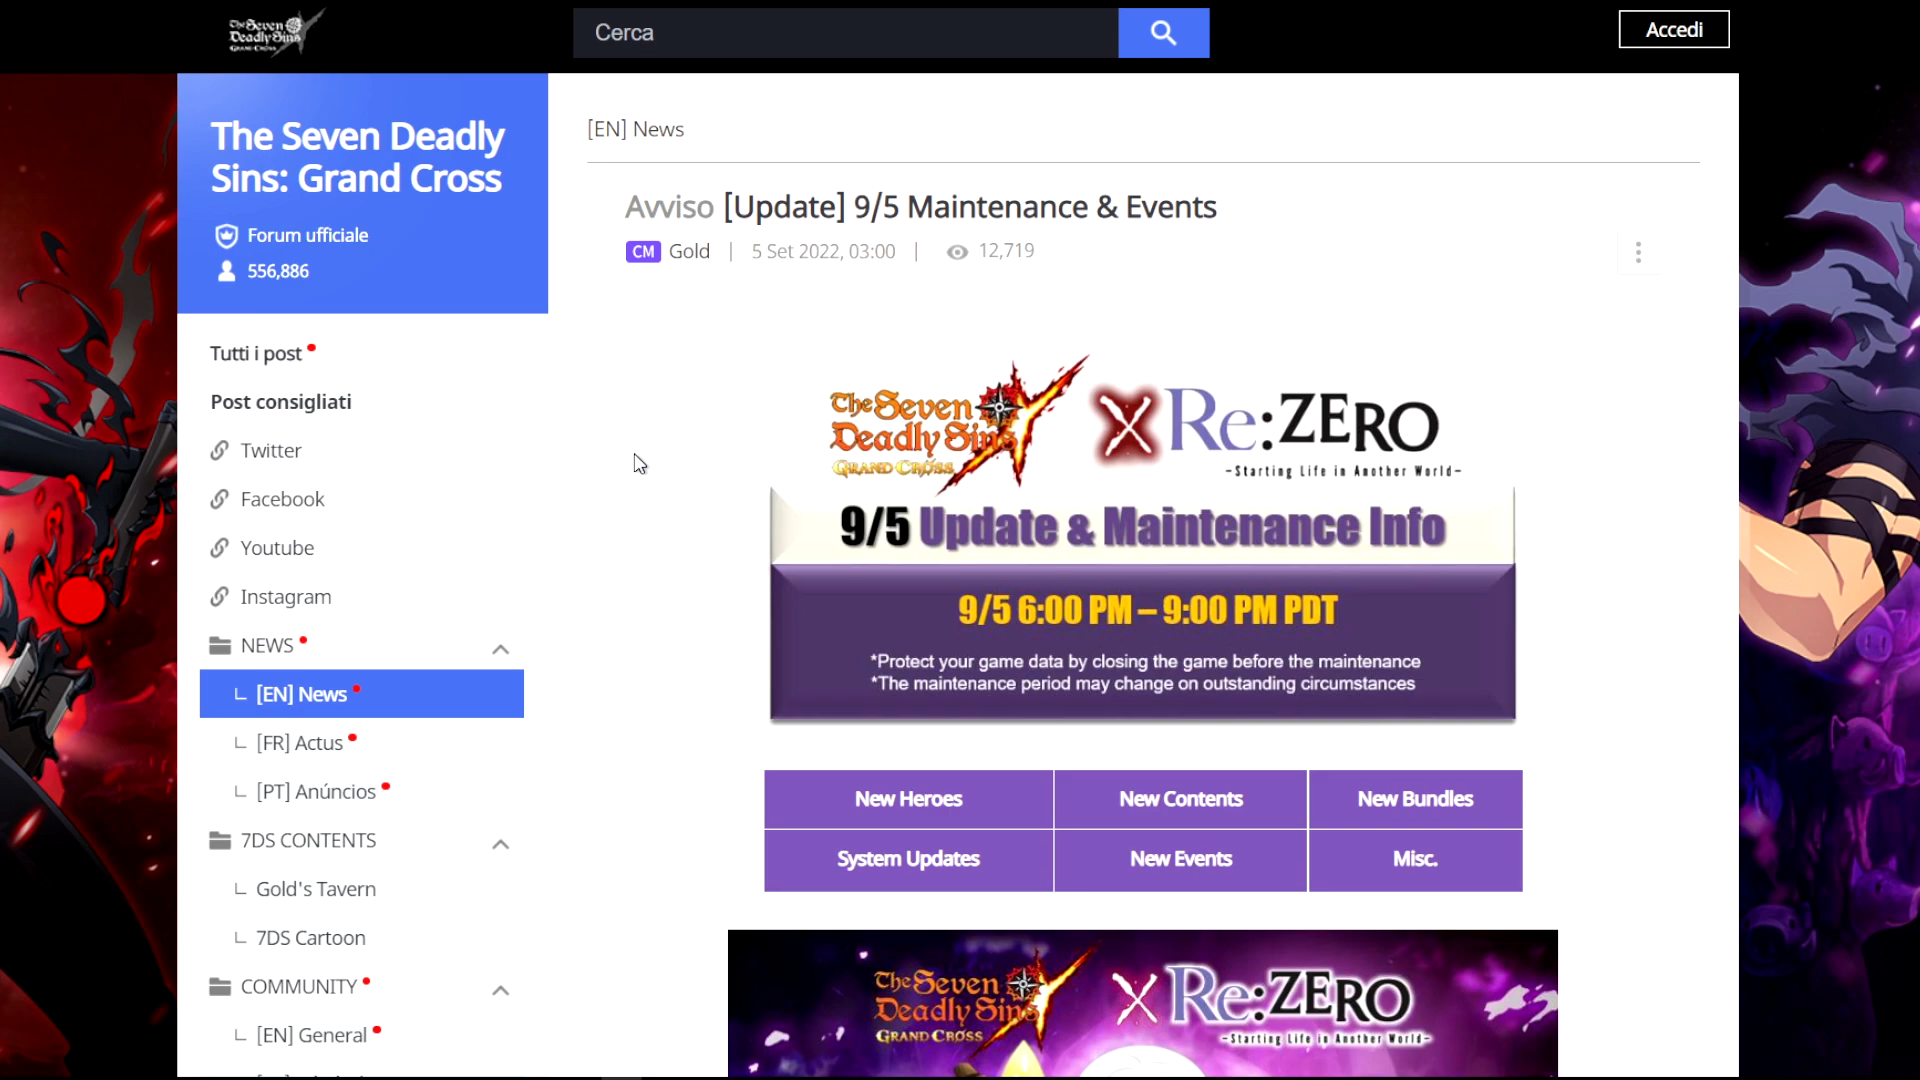 The Seven
Deadly Sins
GRAND CROSS
Cerca
Accedi
The Seven Deadly
Sins: Grand Cross
Forum ufficiale
556,886
Tutti i post
Post consigliati
Twitter
Facebook
Youtube
Instagram
NEWS
[EN] News
[FR] Actus
[PT] Anúncios
7DS CONTENTS
Gold's Tavern
7DS Cartoon
COMMUNITY
[EN] General
[EN] News
Avviso [Update] 9/5 Maintenance & Events
CM Gold | 5 Set 2022, 03:00 | 12,719
The Seven
Deadly Sins
GRAND CROSS
X Re:ZERO
-Starting Life in Another World-
9/5 Update & Maintenance Info
9/5 6:00 PM – 9:00 PM PDT
*Protect your game data by closing the game before the maintenance
*The maintenance period may change on outstanding circumstances
New Heroes New Contents New Bundles
System Updates New Events Misc.
The Seven
Deadly Sins
GRAND CROSS
X Re:ZERO
-Starting Life in Another World-